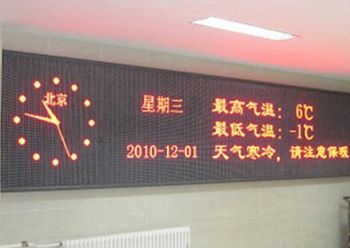 北京
星期三
最高气温： 6℃
最低气温：-1℃
2010-12-01 天气寒冷，请注意保暖